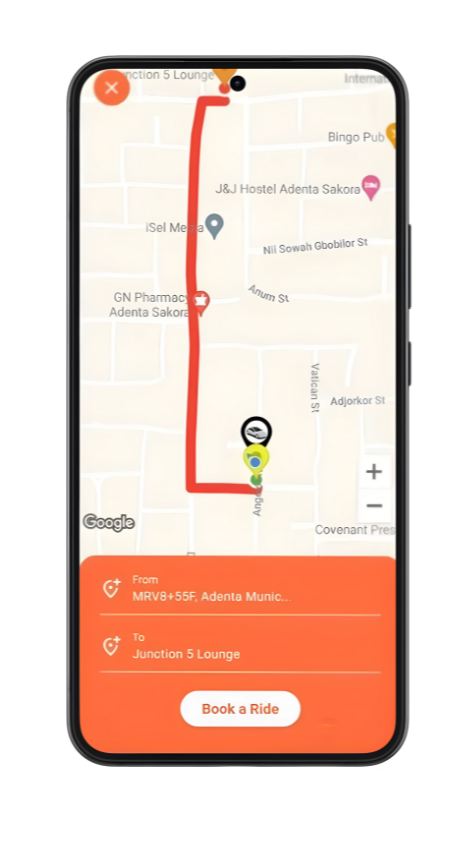 Junction 5 Lounge
Internat
Bingo Pub
J&J Hostel Adenta Sakora
iSel Media
Nii Sowah Gbobilor St
GN Pharmacy
Adenta Sakora
Anum St
Vatican St
Adjorkor St
+
−
Google
Covenant Pres
From
MRV8+55F, Adenta Munic...
To
Junction 5 Lounge
Book a Ride